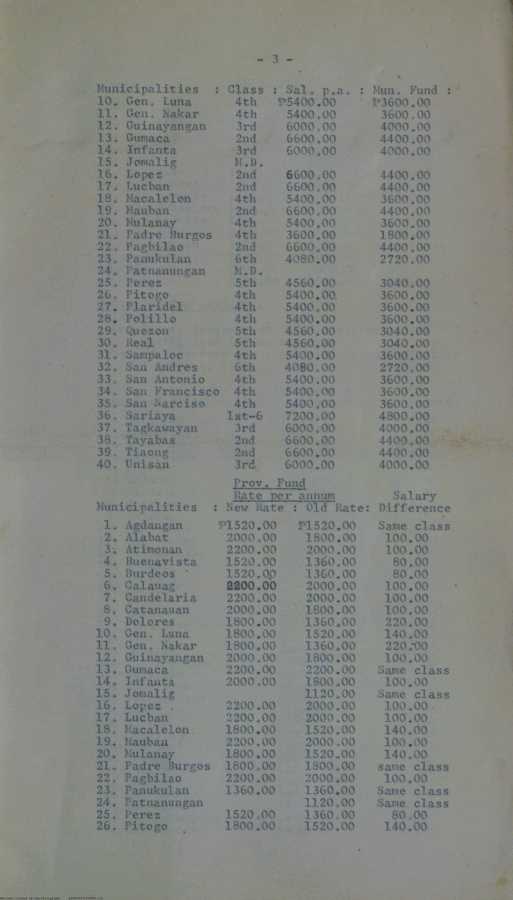 - 3 -
Municipalities : Class : Sal. p.a. : Mun. Fund :
10. Gen. Luna 4th ₱5400.00 ₱3600.00
11. Gen. Nakar 4th 5400.00 3600.00
12. Guinayangan 3rd 6000.00 4000.00
13. Gumaca 2nd 6600.00 4400.00
14. Infanta 3rd 6000.00 4000.00
15. Jomalig M.D.
16. Lopez 2nd 6600.00 4400.00
17. Lucban 2nd 6600.00 4400.00
18. Macalelon 4th 5400.00 3600.00
19. Mauban 2nd 6600.00 4400.00
20. Mulanay 4th 5400.00 3600.00
21. Padre Burgos 4th 3600.00 1800.00
22. Pagbilao 2nd 6600.00 4400.00
23. Panukulan 6th 4080.00 2720.00
24. Patnanungan M.D.
25. Perez 5th 4560.00 3040.00
26. Pitogo 4th 5400.00 3600.00
27. Plaridel 4th 5400.00 3600.00
28. Polillo 4th 5400.00 3600.00
29. Quezon 5th 4560.00 3040.00
30. Real 5th 4560.00 3040.00
31. Sampaloc 4th 5400.00 3600.00
32. San Andres 6th 4080.00 2720.00
33. San Antonio 4th 5400.00 3600.00
34. San Francisco 4th 5400.00 3600.00
35. San Narciso 4th 5400.00 3600.00
36. Sariaya 1st-6 7200.00 4800.00
37. Tagkawayan 3rd 6000.00 4000.00
38. Tayabas 2nd 6600.00 4400.00
39. Tiaong 2nd 6600.00 4400.00
40. Unisan 3rd 6000.00 4000.00
Prov. Fund
Rate per annum Salary
Municipalities : New Rate : Old Rate: Difference
1. Agdangan ₱1520.00 ₱1520.00 Same class
2. Alabat 2000.00 1800.00 100.00
3. Atimonan 2200.00 2000.00 100.00
4. Buenavista 1520.00 1360.00 80.00
5. Burdeos 1520.00 1360.00 80.00
6. Calauag 2200.00 2000.00 100.00
7. Candelaria 2200.00 2000.00 100.00
8. Catanauan 2000.00 1800.00 100.00
9. Dolores 1800.00 1360.00 220.00
10. Gen. Luna 1800.00 1520.00 140.00
11. Gen. Nakar 1800.00 1360.00 220.00
12. Guinayangan 2000.00 1800.00 100.00
13. Gumaca 2200.00 2200.00 Same class
14. Infanta 2000.00 1800.00 100.00
15. Jomalig 1120.00 Same class
16. Lopez 2200.00 2000.00 100.00
17. Lucban 2200.00 2000.00 100.00
18. Macalelon 1800.00 1520.00 140.00
19. Mauban 2200.00 2000.00 100.00
20. Mulanay 1800.00 1520.00 140.00
21. Padre Burgos 1800.00 1800.00 same class
22. Pagbilao 2200.00 2000.00 100.00
23. Panukulan 1360.00 1360.00 Same class
24. Patnanungan 1120.00 Same class
25. Perez 1520.00 1360.00 80.00
26. Pitogo 1800.00 1520.00 140.00